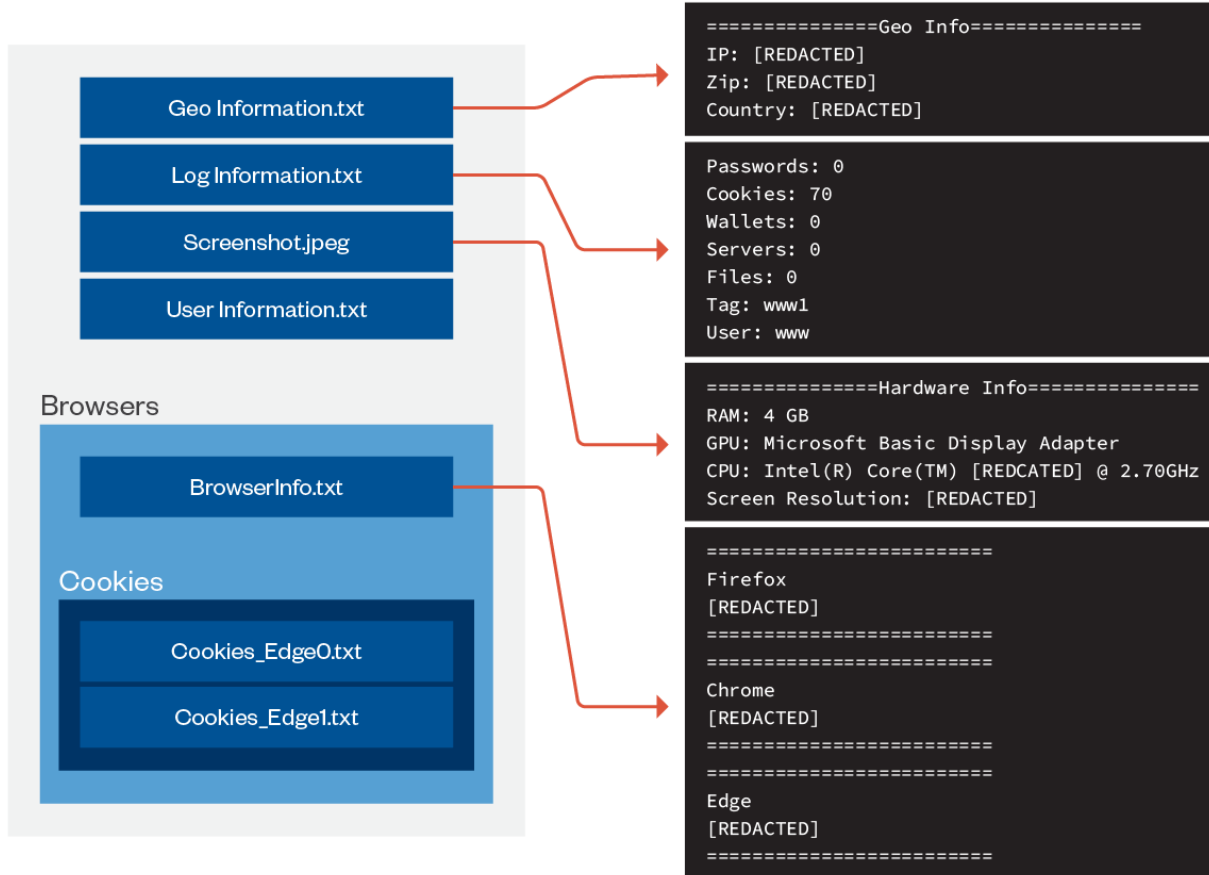 Geo Information.txt
Log Information.txt
Screenshot.jpeg
User Information.txt
Browsers
BrowserInfo.txt
Cookies
Cookies_Edge0.txt
Cookies_Edge1.txt
===============Geo Info===============
IP: [REDACTED]
Zip: [REDACTED]
Country: [REDACTED]
Passwords: 0
Cookies: 70
Wallets: 0
Servers: 0
Files: 0
Tag: www1
User: www
===============Hardware Info===============
RAM: 4 GB
GPU: Microsoft Basic Display Adapter
CPU: Intel(R) Core(TM) [REDCATED] @ 2.70GHz
Screen Resolution: [REDACTED]
=========================
Firefox
[REDACTED]
=========================
=========================
Chrome
[REDACTED]
=========================
=========================
Edge
[REDACTED]
=========================